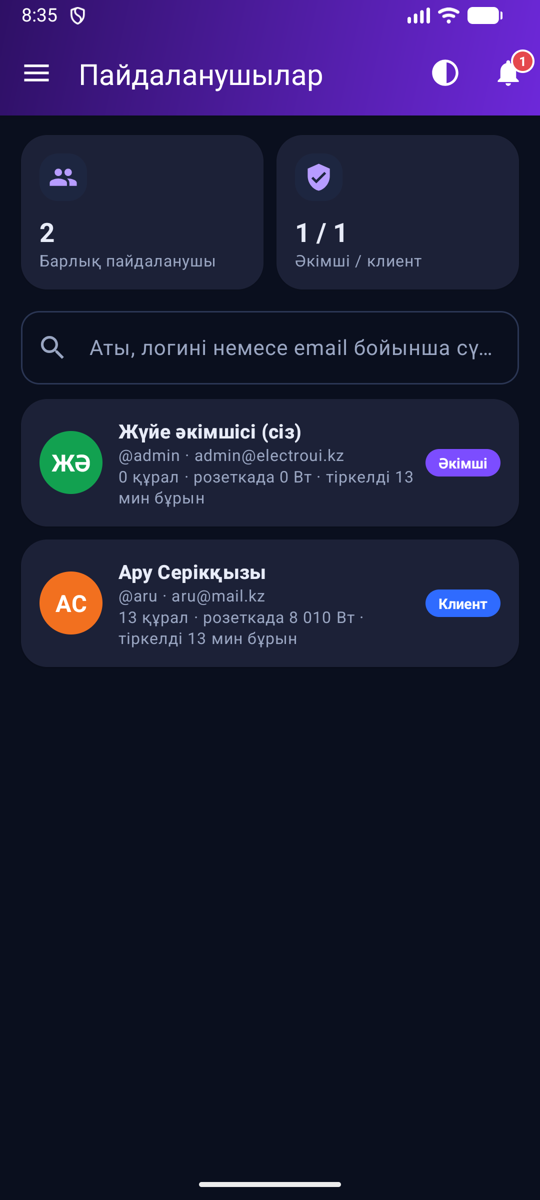 8:35
Пайдаланушылар
1
2
Барлық пайдаланушы
1 / 1
Әкімші / клиент
Аты, логині немесе email бойынша сү...
ЖӘ
Жүйе әкімшісі (сіз)
@admin · admin@electroui.kz
0 құрал · розеткада 0 Вт · тіркелді 13
мин бұрын
Әкімші
АС
Ару Серікқызы
@aru · aru@mail.kz
13 құрал · розеткада 8 010 Вт ·
тіркелді 13 мин бұрын
Клиент